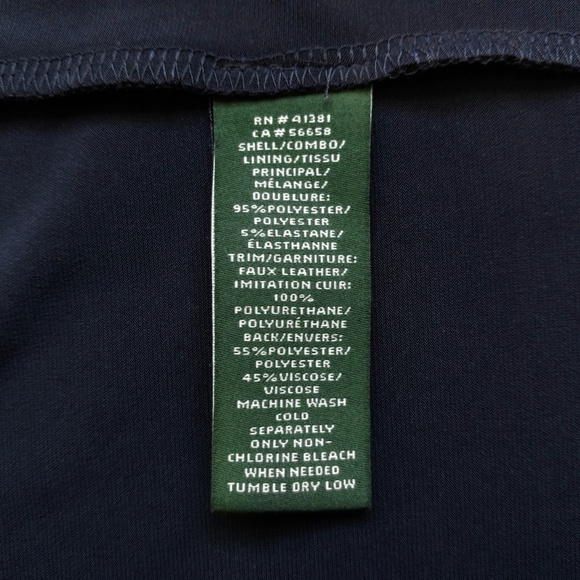 RN # 41381
CA # 56658
SHELL/COMBO/
LINING/TISSU
PRINCIPAL/
MÉLANGE/
DOUBLURE:
95%POLYESTER/
POLYESTER
5%ELASTANE/
ÉLASTHANNE
TRIM/GARNITURE:
FAUX LEATHER/
IMITATION CUIR:
100%
POLYURETHANE/
POLYURÉTHANE
BACK/ENVERS:
55%POLYESTER/
POLYESTER
45%VISCOSE/
VISCOSE
MACHINE WASH
COLD
SEPARATELY
ONLY NON-
CHLORINE BLEACH
WHEN NEEDED
TUMBLE DRY LOW